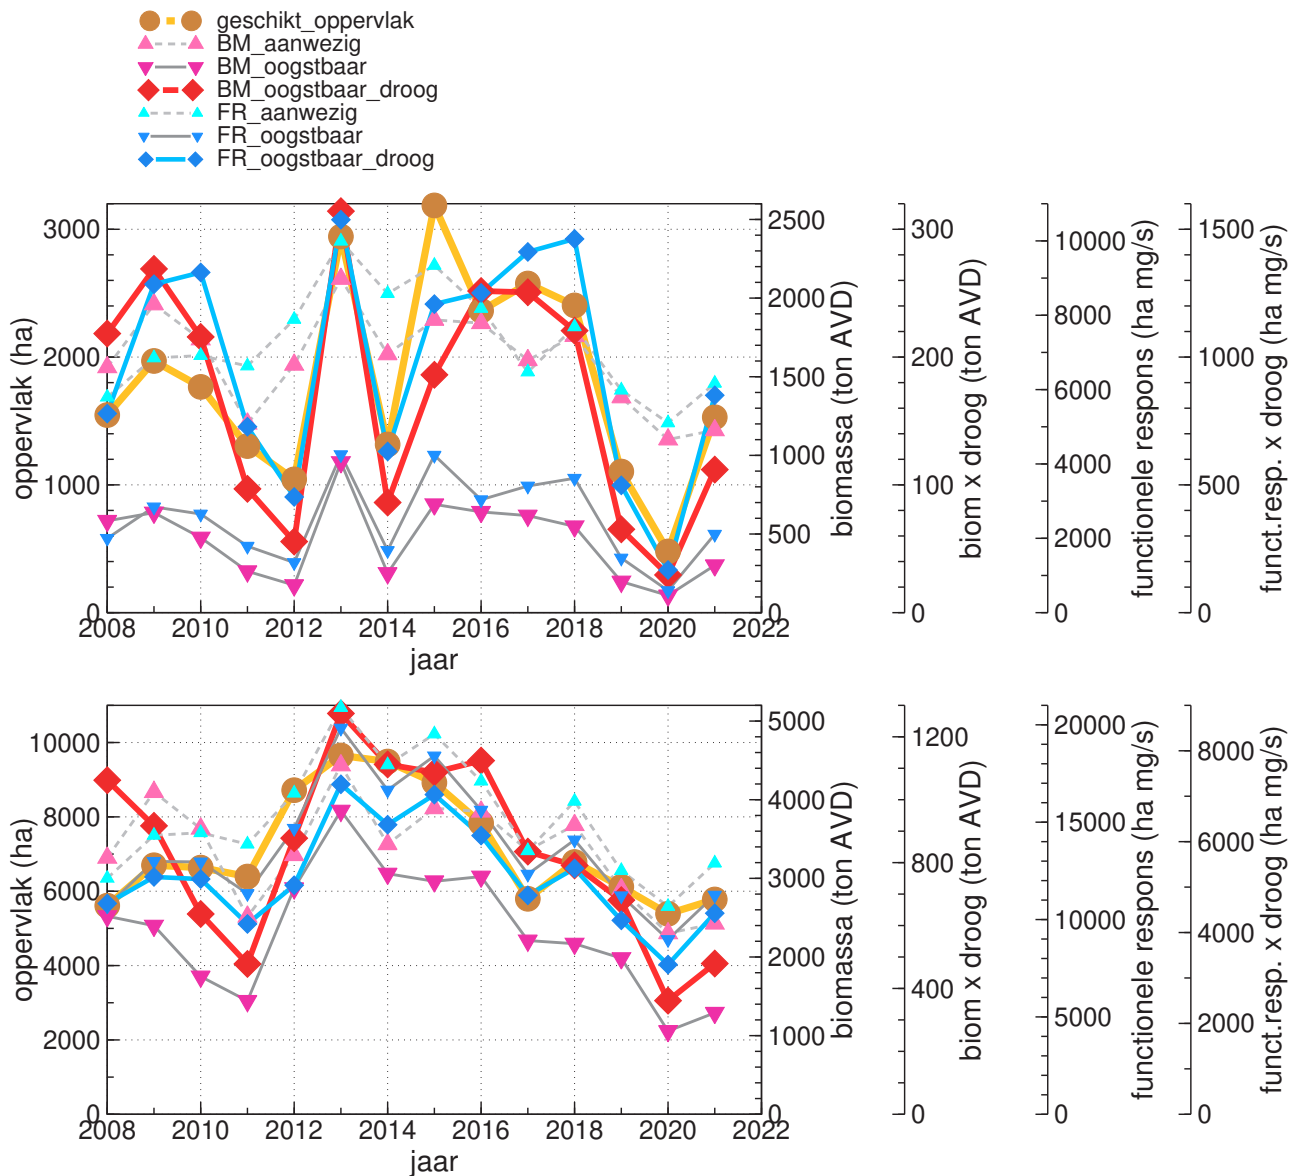 geschikt_oppervlak
BM_aanwezig
BM_oogstbaar
BM_oogstbaar_droog
FR_aanwezig
FR_oogstbaar
FR_oogstbaar_droog
oppervlak (ha)
3000
2000
1000
0
2008 2010 2012 2014 2016 2018 2020 2022
jaar
2500
2000
1500
1000
500
0
biomassa (ton AVD)
300
200
100
0
biom x droog (ton AVD)
10000
8000
6000
4000
2000
0
functionele respons (ha mg/s)
1500
1000
500
0
funct.resp. x droog (ha mg/s)
oppervlak (ha)
10000
8000
6000
4000
2000
0
2008 2010 2012 2014 2016 2018 2020 2022
jaar
5000
4000
3000
2000
1000
0
biomassa (ton AVD)
1200
800
400
0
biom x droog (ton AVD)
20000
15000
10000
5000
0
functionele respons (ha mg/s)
8000
6000
4000
2000
0
funct.resp. x droog (ha mg/s)